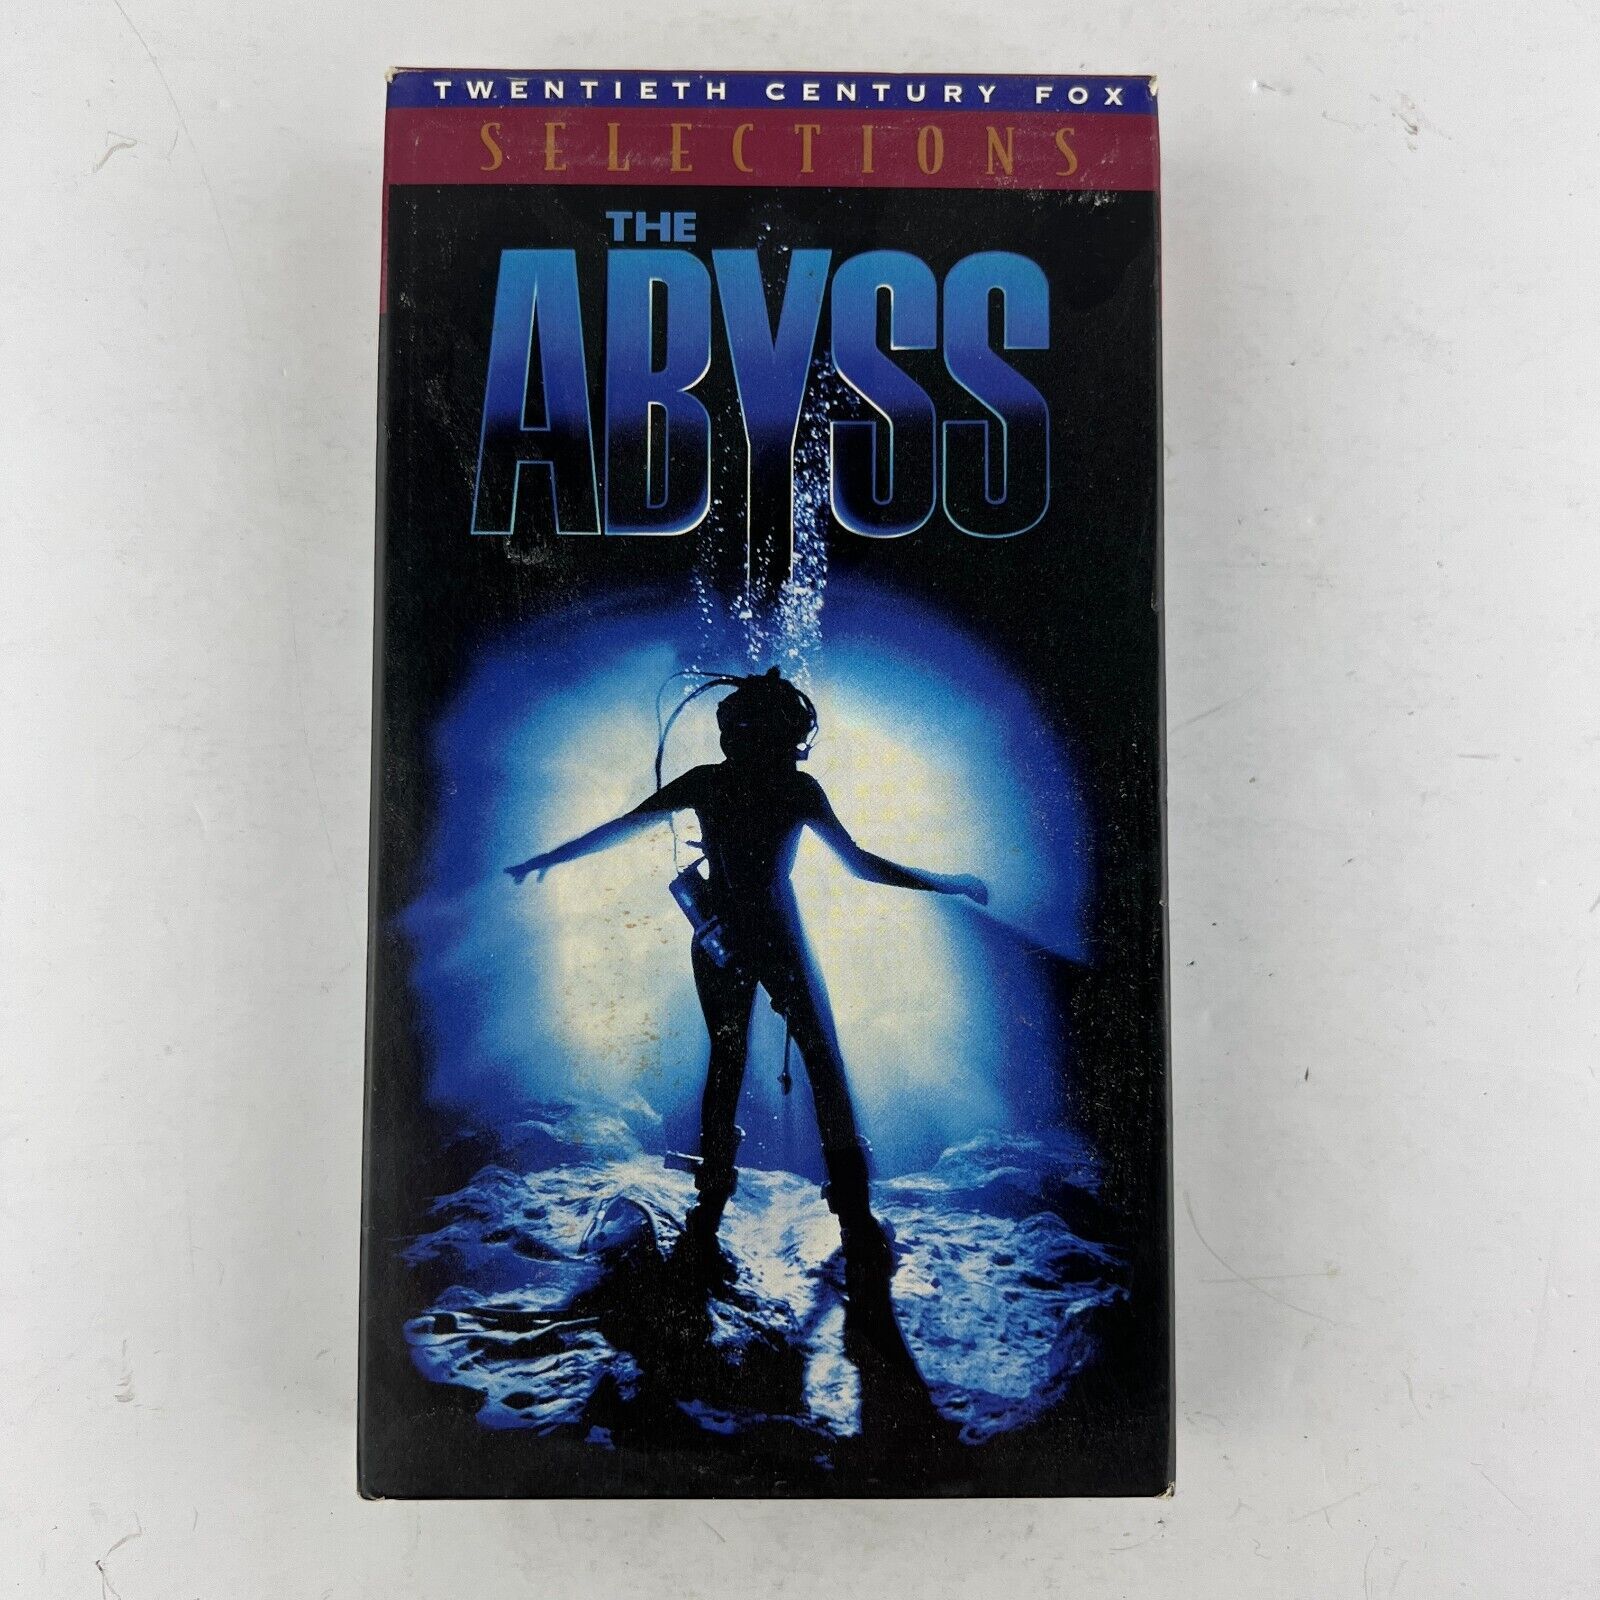 TWENTIETH CENTURY FOX
SELECTIONS
THE
ABYSS